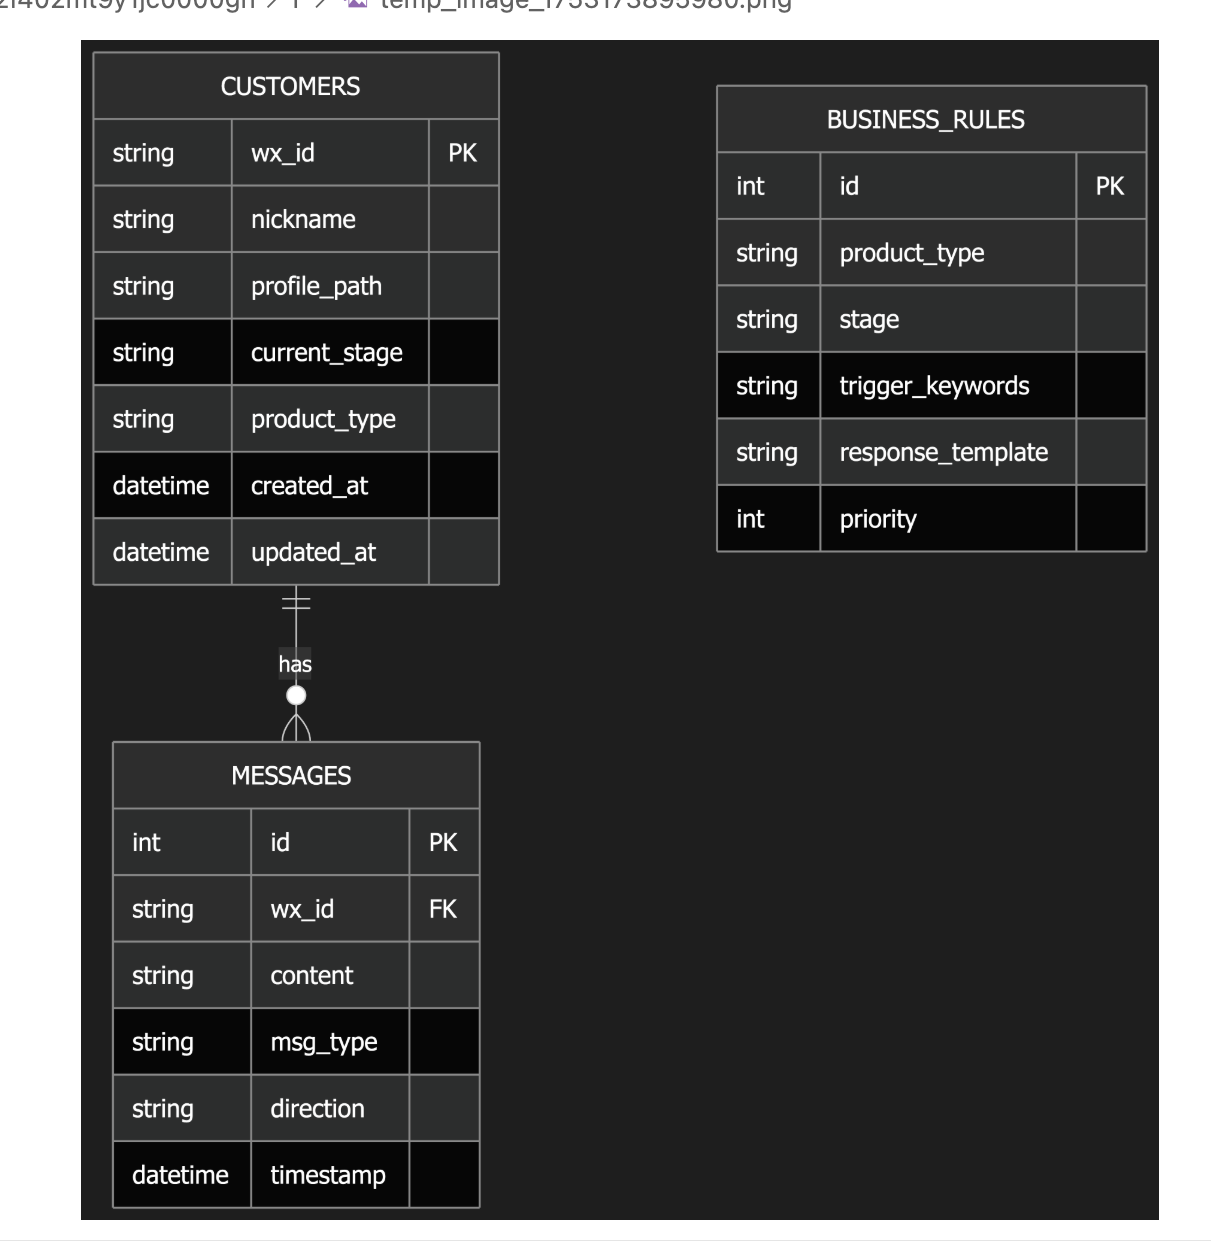 temp_image_1753173895980.png
CUSTOMERS
string wx_id PK
string nickname
string profile_path
string current_stage
string product_type
datetime created_at
datetime updated_at
BUSINESS_RULES
int id PK
string product_type
string stage
string trigger_keywords
string response_template
int priority
has
MESSAGES
int id PK
string wx_id FK
string content
string msg_type
string direction
datetime timestamp